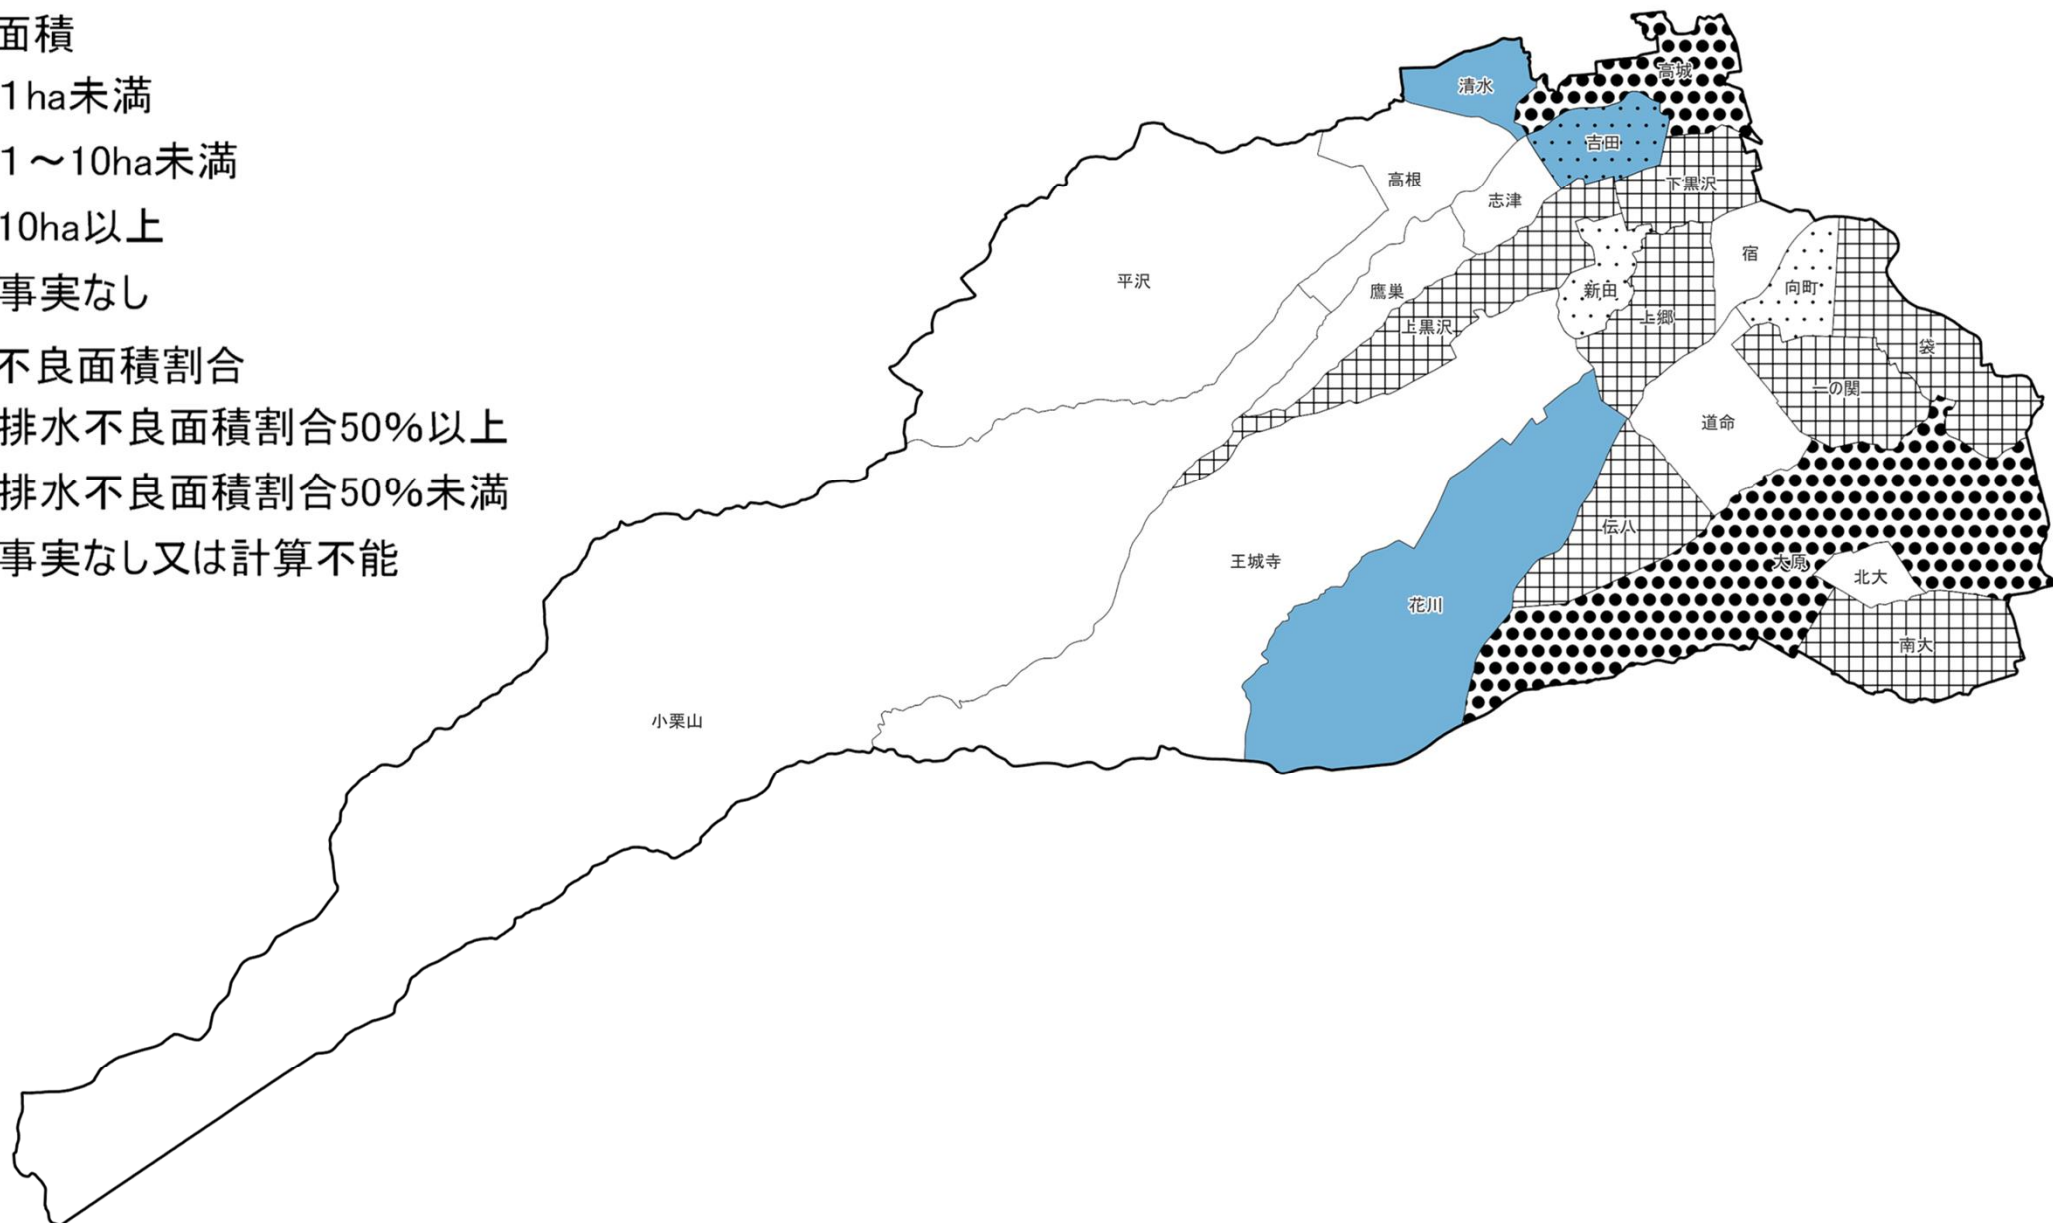 面積
1ha未満
1～10ha未満
10ha以上
事実なし
不良面積割合
排水不良面積割合50%以上
排水不良面積割合50%未満
事実なし又は計算不能
高城
清水
吉田
高根
下黒沢
志津
宿
平沢
鷹巣
新田
向町
上郷
上黒沢
袋
一の関
道命
伝八
王城寺
大原
北大
花川
南大
小栗山